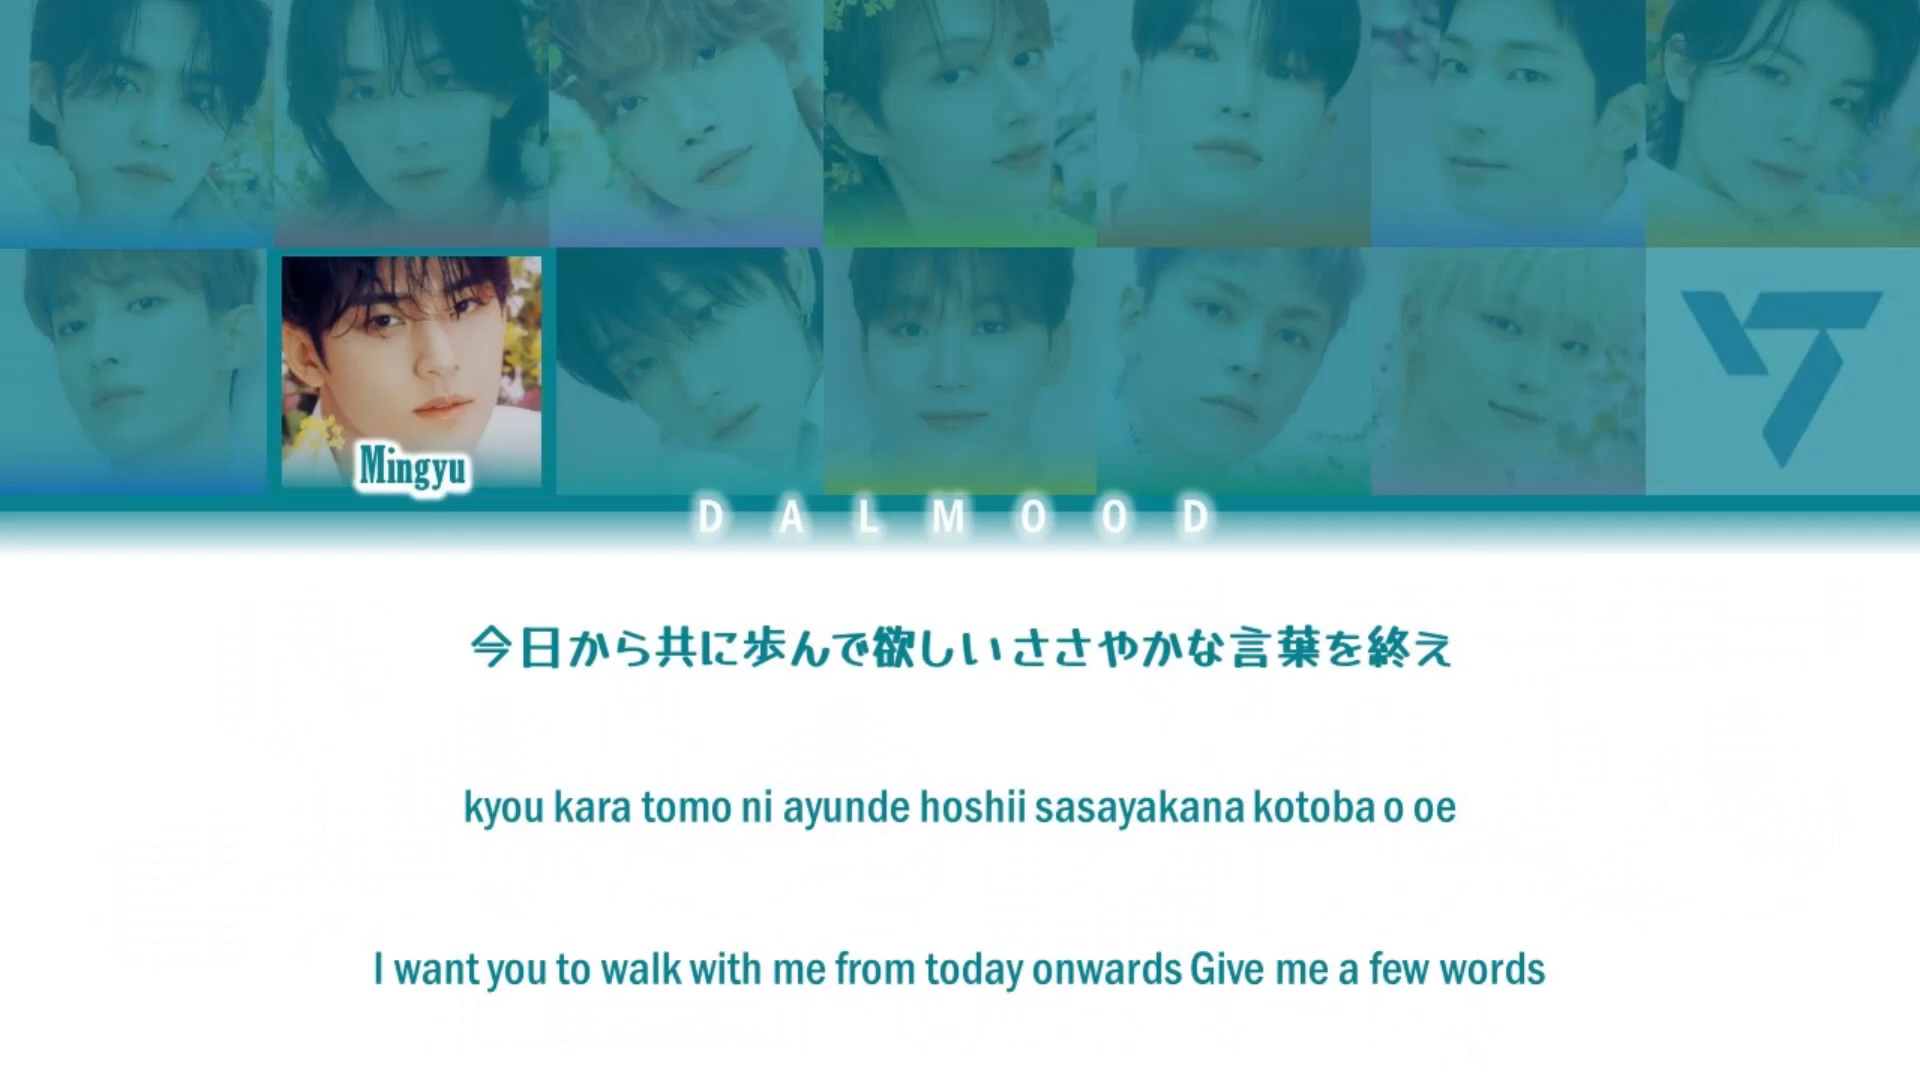 Mingyu
DALMOOD
今日から共に歩んで欲しいささやかな言葉を終え
kyou kara tomo ni ayunde hoshii sasayakana kotoba o oe
I want you to walk with me from today onwards Give me a few words